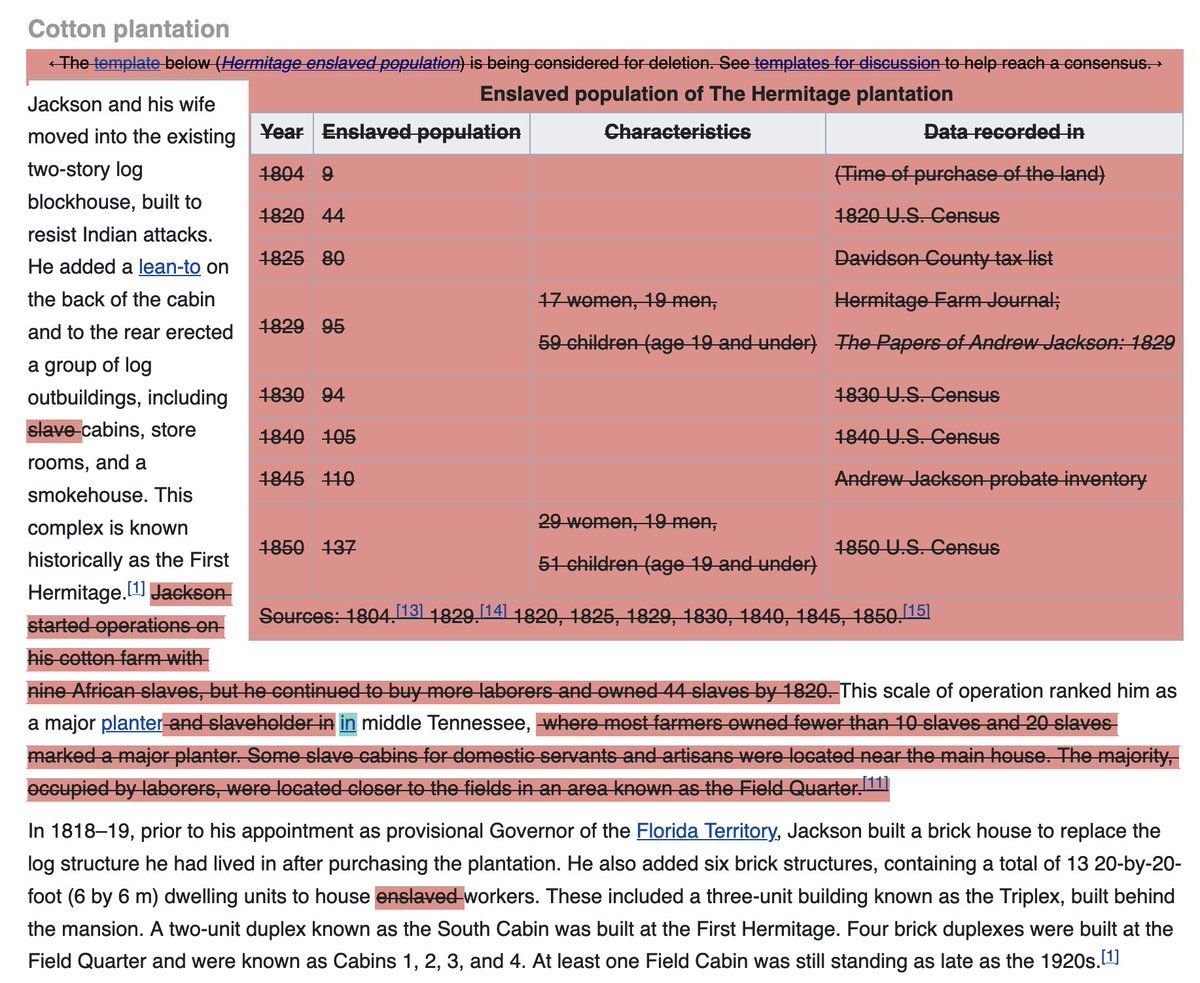 Cotton plantation
←The template below (Hermitage enslaved population) is being considered for deletion. See templates for discussion to help reach a consensus.›
Enslaved population of The Hermitage plantation
Year Enslaved population Characteristics Data recorded in
1804 9 (Time of purchase of the land)
1820 44 1820 U.S. Census
1825 80 Davidson County tax list
1829 95 17 women, 19 men, 59 children (age 19 and under) Hermitage Farm Journal; The Papers of Andrew Jackson: 1829
1830 94 1830 U.S. Census
1840 105 1840 U.S. Census
1845 110 Andrew Jackson probate inventory
1850 137 29 women, 19 men, 51 children (age 19 and under) 1850 U.S. Census
Sources: 1804.[13] 1829.[14] 1820, 1825, 1829, 1830, 1840, 1845, 1850.[15]
Jackson and his wife
moved into the existing
two-story log
blockhouse, built to
resist Indian attacks.
He added a lean-to on
the back of the cabin
and to the rear erected
a group of log
outbuildings, including
slave cabins, store
rooms, and a
smokehouse. This
complex is known
historically as the First
Hermitage.[1] Jackson
started operations on
his cotton farm with
nine African slaves, but he continued to buy more laborers and owned 44 slaves by 1820. This scale of operation ranked him as
a major planter and slaveholder in in middle Tennessee, where most farmers owned fewer than 10 slaves and 20 slaves
marked a major planter. Some slave cabins for domestic servants and artisans were located near the main house. The majority,
occupied by laborers, were located closer to the fields in an area known as the Field Quarter.[11]
In 1818–19, prior to his appointment as provisional Governor of the Florida Territory, Jackson built a brick house to replace the
log structure he had lived in after purchasing the plantation. He also added six brick structures, containing a total of 13 20-by-20-
foot (6 by 6 m) dwelling units to house enslaved workers. These included a three-unit building known as the Triplex, built behind
the mansion. A two-unit duplex known as the South Cabin was built at the First Hermitage. Four brick duplexes were built at the
Field Quarter and were known as Cabins 1, 2, 3, and 4. At least one Field Cabin was still standing as late as the 1920s.[1]